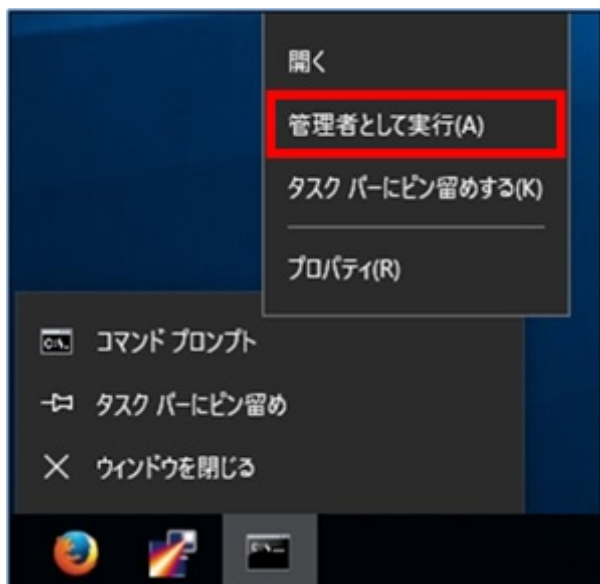 開く
管理者として実行(A)
タスク バーにピン留めする(K)
プロパティ(R)
コマンド プロンプト
タスク バーにピン留め
ウィンドウを閉じる